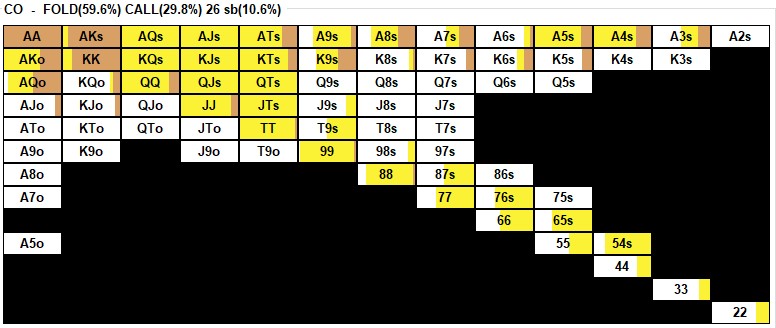 CO - FOLD(59.6%) CALL(29.8%) 26 sb(10.6%)
AA AKs AQs AJs ATs A9s A8s A7s A6s A5s A4s A3s A2s
AKo KK KQs KJs KTs K9s K8s K7s K6s K5s K4s K3s
AQo KQo QQ QJs QTs Q9s Q8s Q7s Q6s Q5s
AJo KJo QJo JJ JTs J9s J8s J7s
ATo KTo QTo JTo TT T9s T8s T7s
A9o K9o J9o T9o 99 98s 97s
A8o 88 87s 86s
A7o 77 76s 75s
66 65s
A5o 55 54s
44
33
22